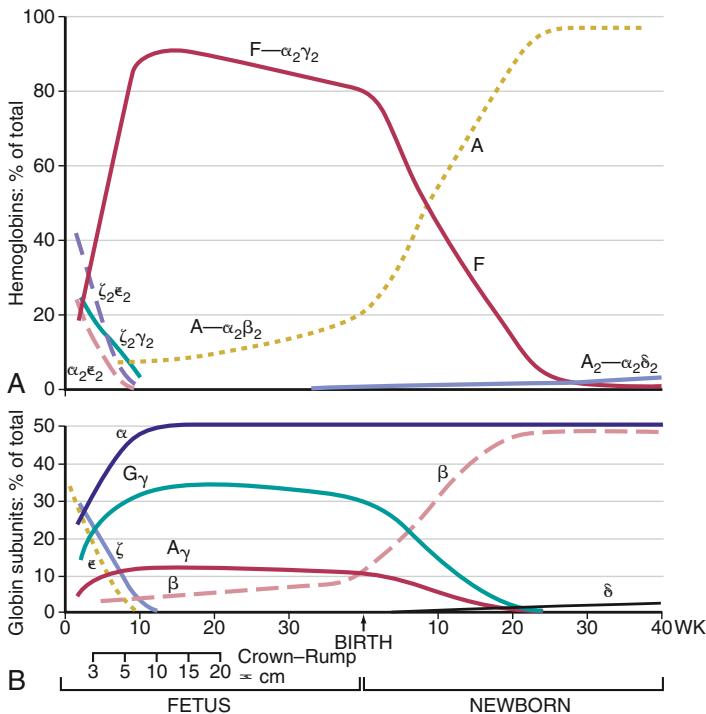 100
80
60
40
20
0
Hemoglobins: % of total
F—α₂γ₂
A
F
ζ₂ϵ₂
ζ₂γ₂
α₂ϵ₂
A—α₂β₂
A₂—α₂δ₂
A
50
40
30
20
10
0
Globin subunits: % of total
α
Gγ
ζ
ϵ
Aγ
β
β
δ
0 10 20 30 10 20 30 40 WK
BIRTH
3 5 10 15 20 Crown–Rump
≍ cm
B
FETUS NEWBORN